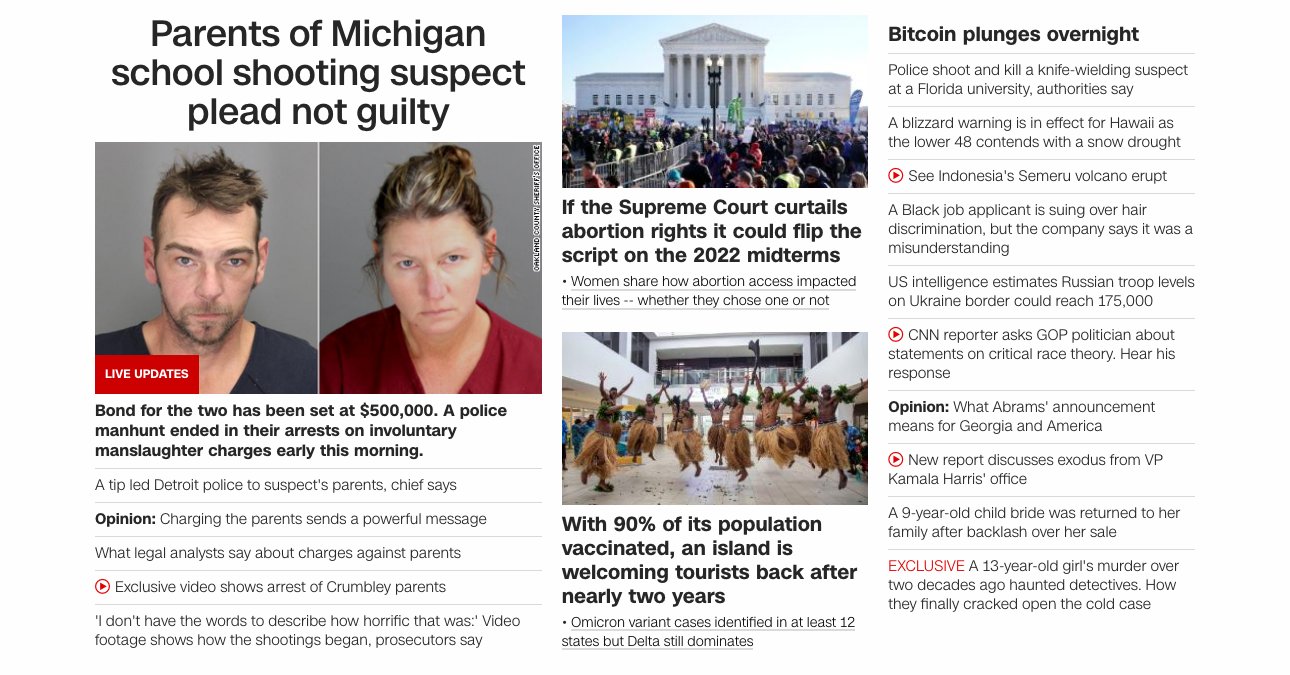 Parents of Michigan
school shooting suspect
plead not guilty
OAKLAND COUNTY SHERIFF'S OFFICE
LIVE UPDATES
Bond for the two has been set at $500,000. A police
manhunt ended in their arrests on involuntary
manslaughter charges early this morning.
A tip led Detroit police to suspect's parents, chief says
Opinion: Charging the parents sends a powerful message
What legal analysts say about charges against parents
Exclusive video shows arrest of Crumbley parents
'I don't have the words to describe how horrific that was:' Video
footage shows how the shootings began, prosecutors say
If the Supreme Court curtails
abortion rights it could flip the
script on the 2022 midterms
• Women share how abortion access impacted
their lives -- whether they chose one or not
With 90% of its population
vaccinated, an island is
welcoming tourists back after
nearly two years
• Omicron variant cases identified in at least 12
states but Delta still dominates
Bitcoin plunges overnight
Police shoot and kill a knife-wielding suspect
at a Florida university, authorities say
A blizzard warning is in effect for Hawaii as
the lower 48 contends with a snow drought
See Indonesia's Semeru volcano erupt
A Black job applicant is suing over hair
discrimination, but the company says it was a
misunderstanding
US intelligence estimates Russian troop levels
on Ukraine border could reach 175,000
CNN reporter asks GOP politician about
statements on critical race theory. Hear his
response
Opinion: What Abrams' announcement
means for Georgia and America
New report discusses exodus from VP
Kamala Harris' office
A 9-year-old child bride was returned to her
family after backlash over her sale
EXCLUSIVE A 13-year-old girl's murder over
two decades ago haunted detectives. How
they finally cracked open the cold case